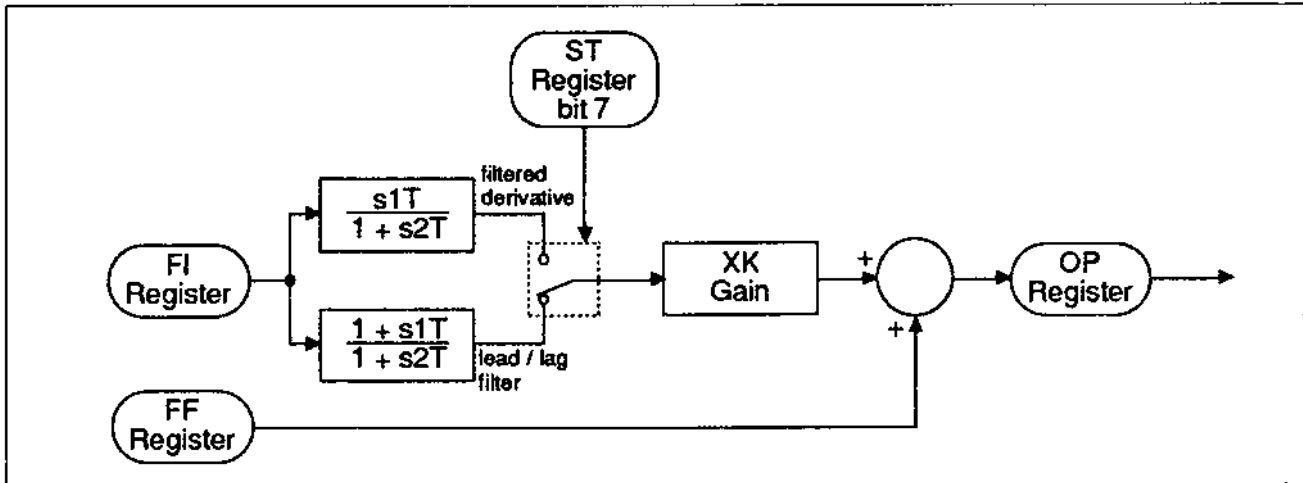 ST
Register
bit 7
filtered
derivative
s1T
1 + s2T
FI
Register
XK
Gain
+
OP
Register
+
1 + s1T
1 + s2T
lead / lag
filter
FF
Register